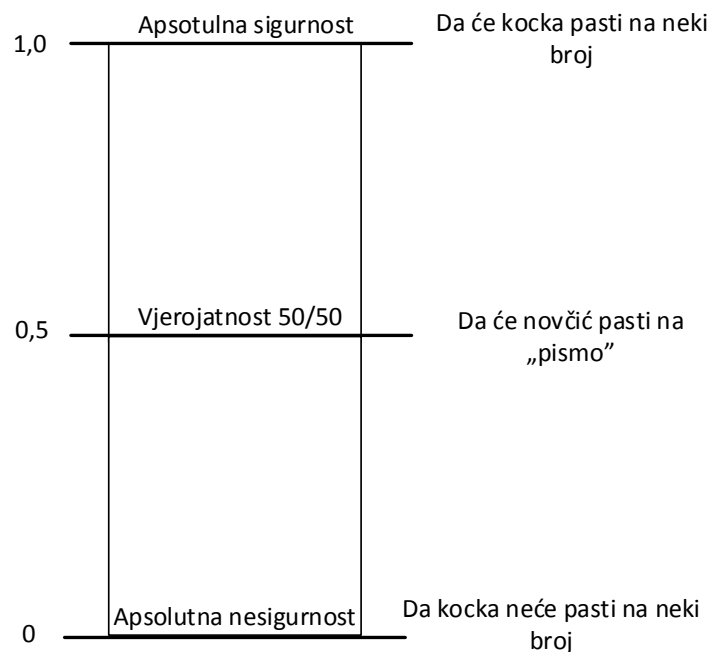 Apsotulna sigurnost
Da će kocka pasti na neki
broj
1,0
Vjerojatnost 50/50
Da će novčić pasti na
„pismo”
0,5
Apsolutna nesigurnost
Da kocka neće pasti na neki
broj
0